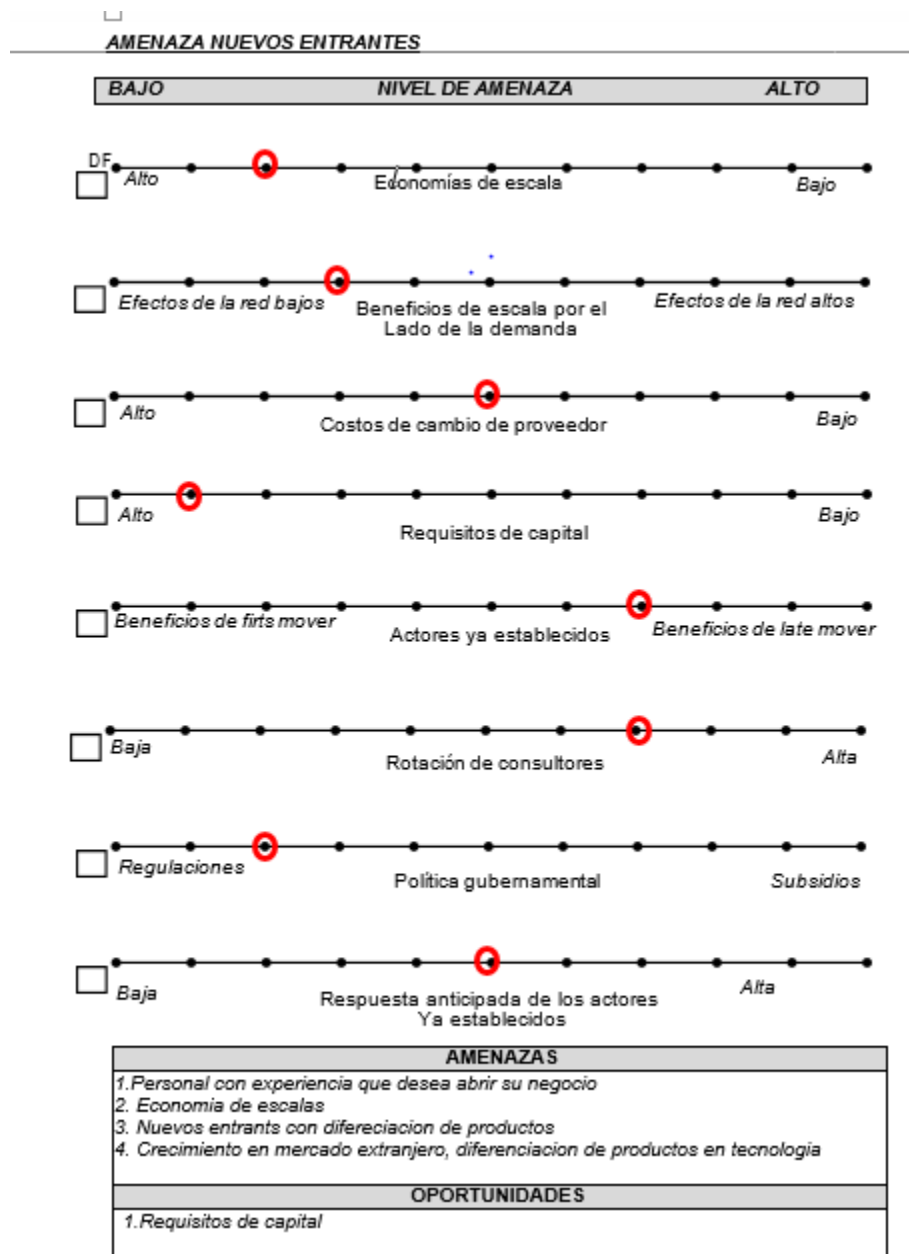 AMENAZA NUEVOS ENTRANTES
BAJO NIVEL DE AMENAZA ALTO
DF
Alto Economías de escala Bajo
Efectos de la red bajos Beneficios de escala por el Efectos de la red altos
Lado de la demanda
Alto Costos de cambio de proveedor Bajo
Alto Requisitos de capital Bajo
Beneficios de firts mover Actores ya establecidos Beneficios de late mover
Baja Rotación de consultores Alta
Regulaciones Política gubernamental Subsidios
Baja Respuesta anticipada de los actores Alta
Ya establecidos
AMENAZAS
1.Personal con experiencia que desea abrir su negocio
2. Economia de escalas
3. Nuevos entrants con difereciacion de productos
4. Crecimiento en mercado extranjero, diferenciacion de productos en tecnologia
OPORTUNIDADES
1.Requisitos de capital